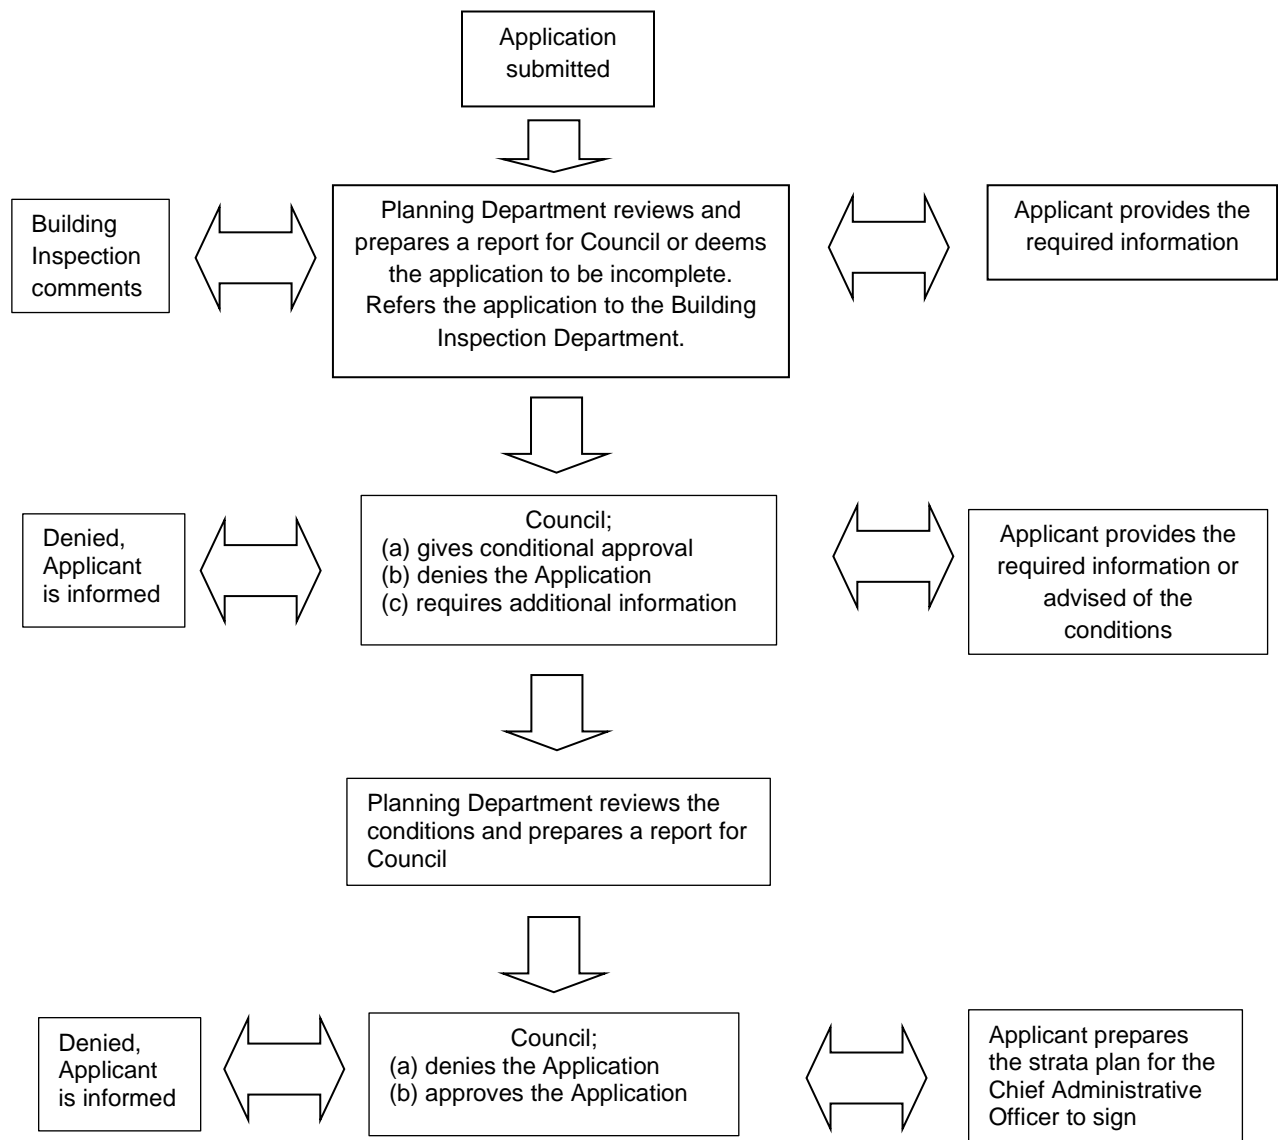 Application
submitted
Building
Inspection
comments
Planning Department reviews and
prepares a report for Council or deems
the application to be incomplete.
Refers the application to the Building
Inspection Department.
Applicant provides the
required information
Denied,
Applicant
is informed
Council;
(a) gives conditional approval
(b) denies the Application
(c) requires additional information
Applicant provides the
required information or
advised of the
conditions
Planning Department reviews the
conditions and prepares a report for
Council
Denied,
Applicant
is informed
Council;
(a) denies the Application
(b) approves the Application
Applicant prepares
the strata plan for the
Chief Administrative
Officer to sign